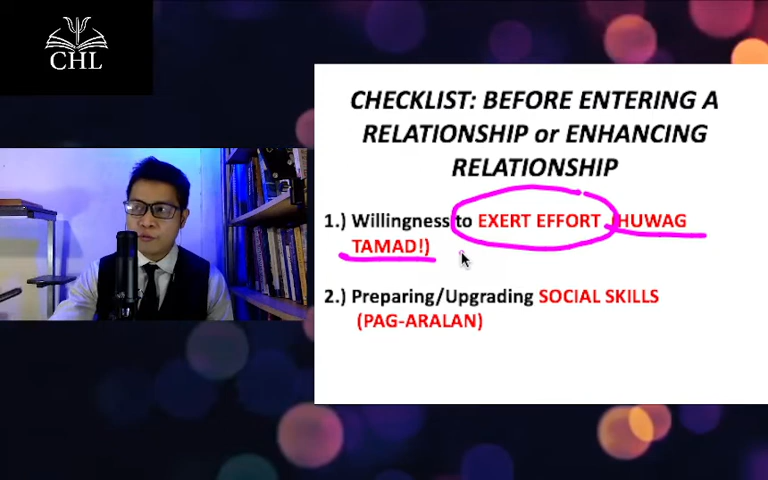 CHL
CHECKLIST: BEFORE ENTERING A
RELATIONSHIP or ENHANCING
RELATIONSHIP
1.) Willingness to EXERT EFFORT (HUWAG
TAMAD!)
2.) Preparing/Upgrading SOCIAL SKILLS
(PAG-ARALAN)